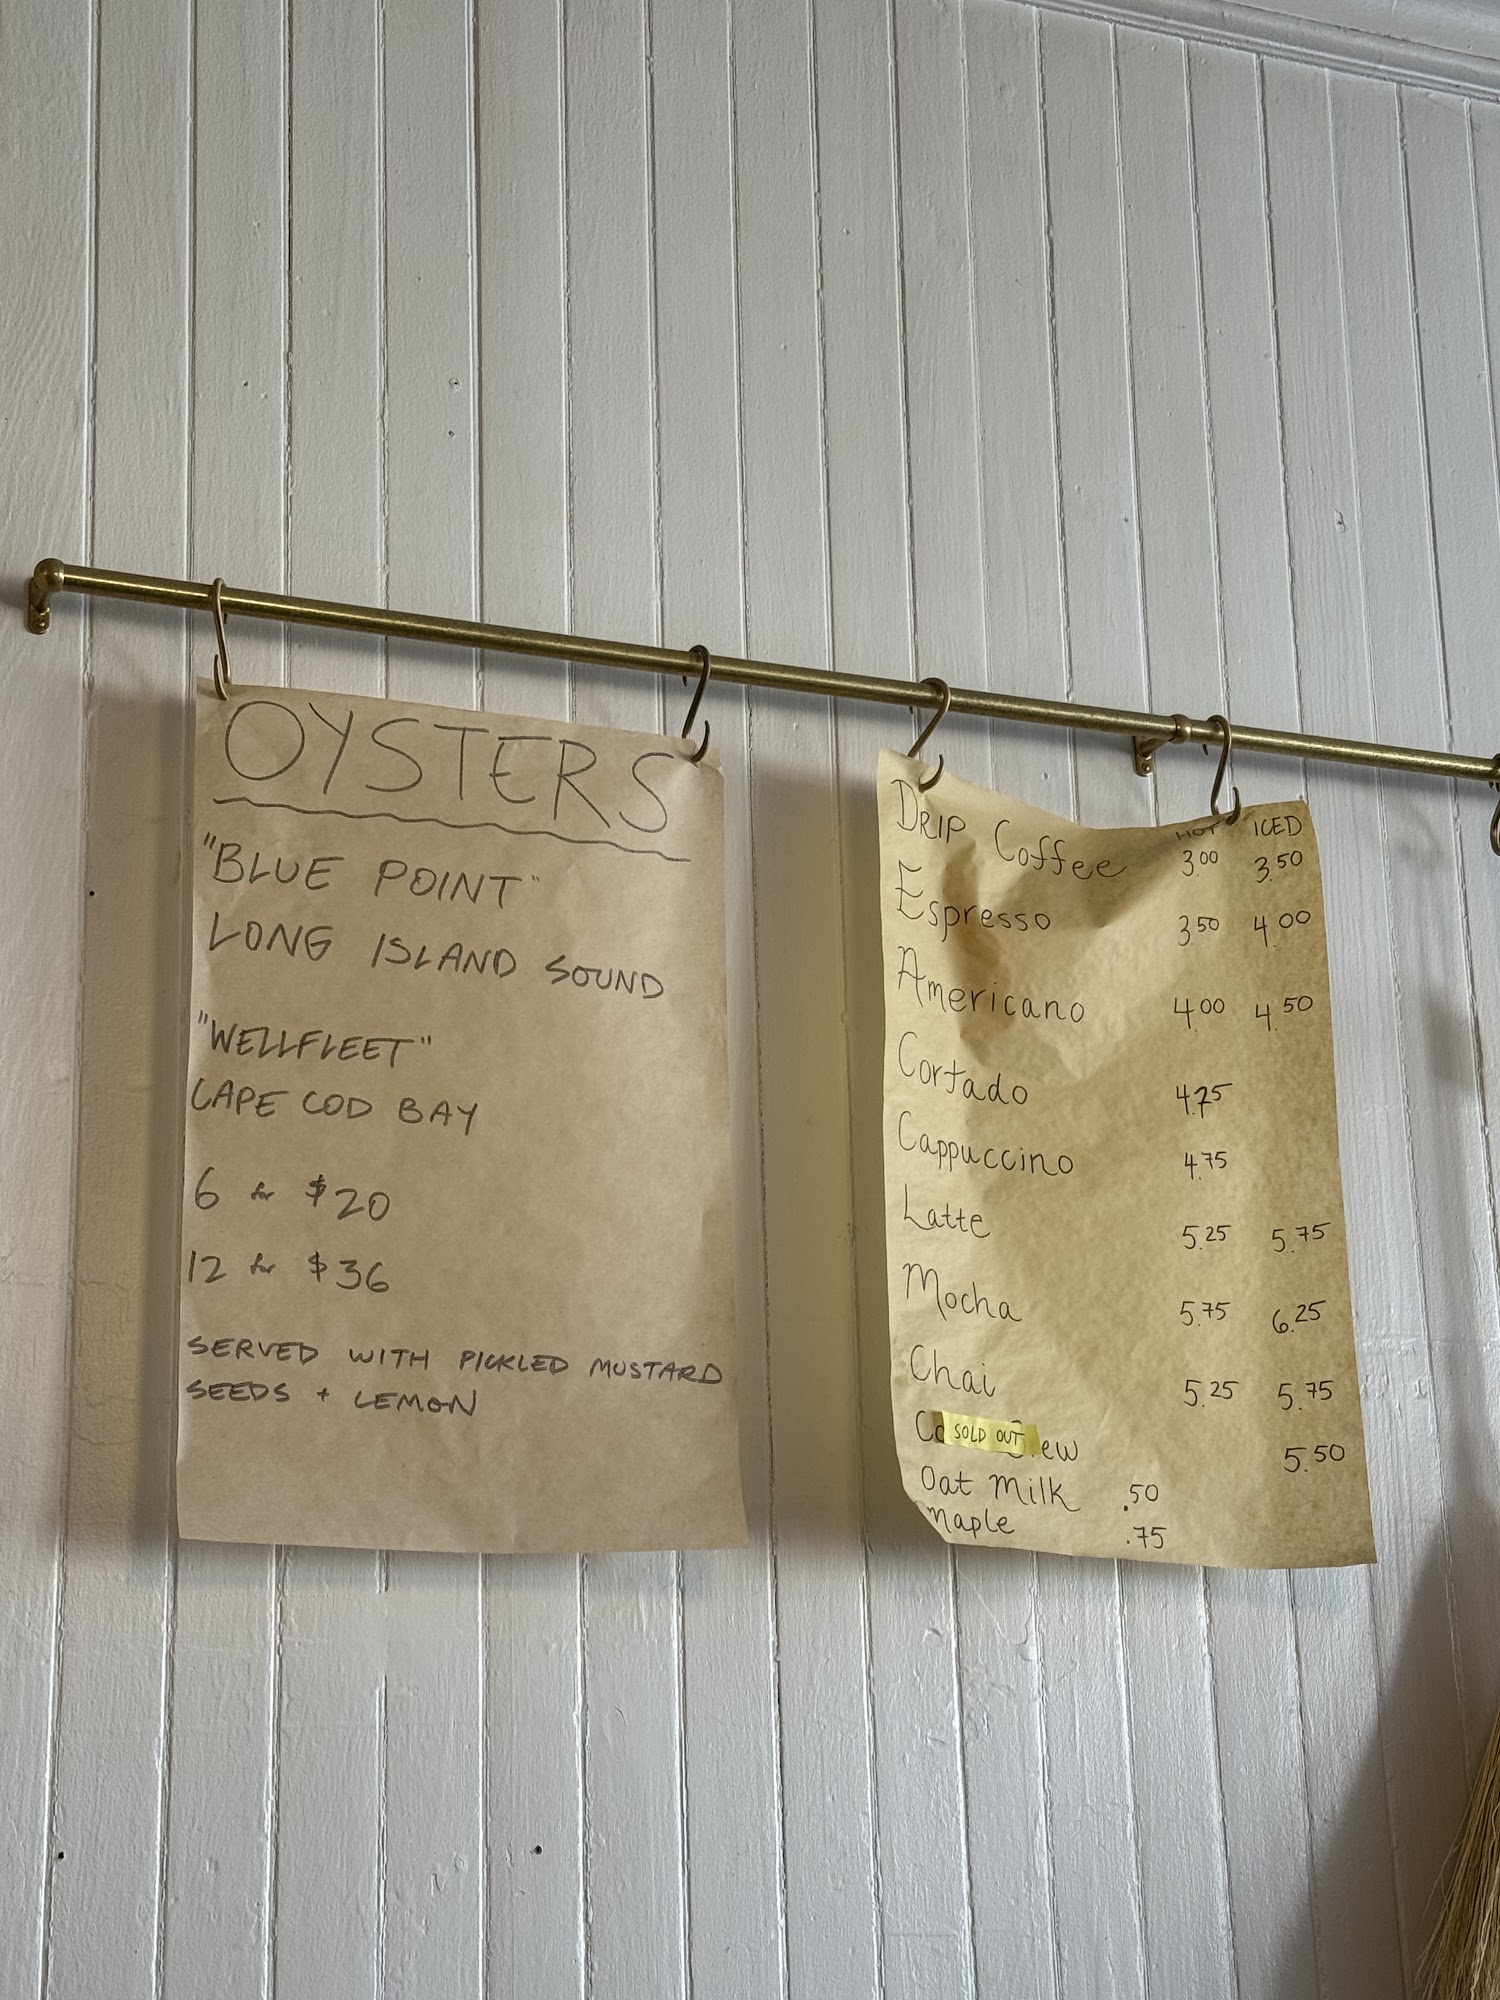 OYSTERS
"BLUE POINT"
LONG ISLAND SOUND
"WELLFLEET"
CAPE COD BAY
6 for $20
12 for $36
SERVED WITH PICKLED MUSTARD
SEEDS + LEMON
HOT ICED
Drip Coffee 3.00 3.50
Espresso 3.50 4.00
Americano 4.00 4.50
Cortado 4.25
Cappuccino 4.75
Latte 5.25 5.75
Mocha 5.75 6.25
Chai 5.25 5.75
SOLD OUT 5.50
Oat Milk .50
Maple .75